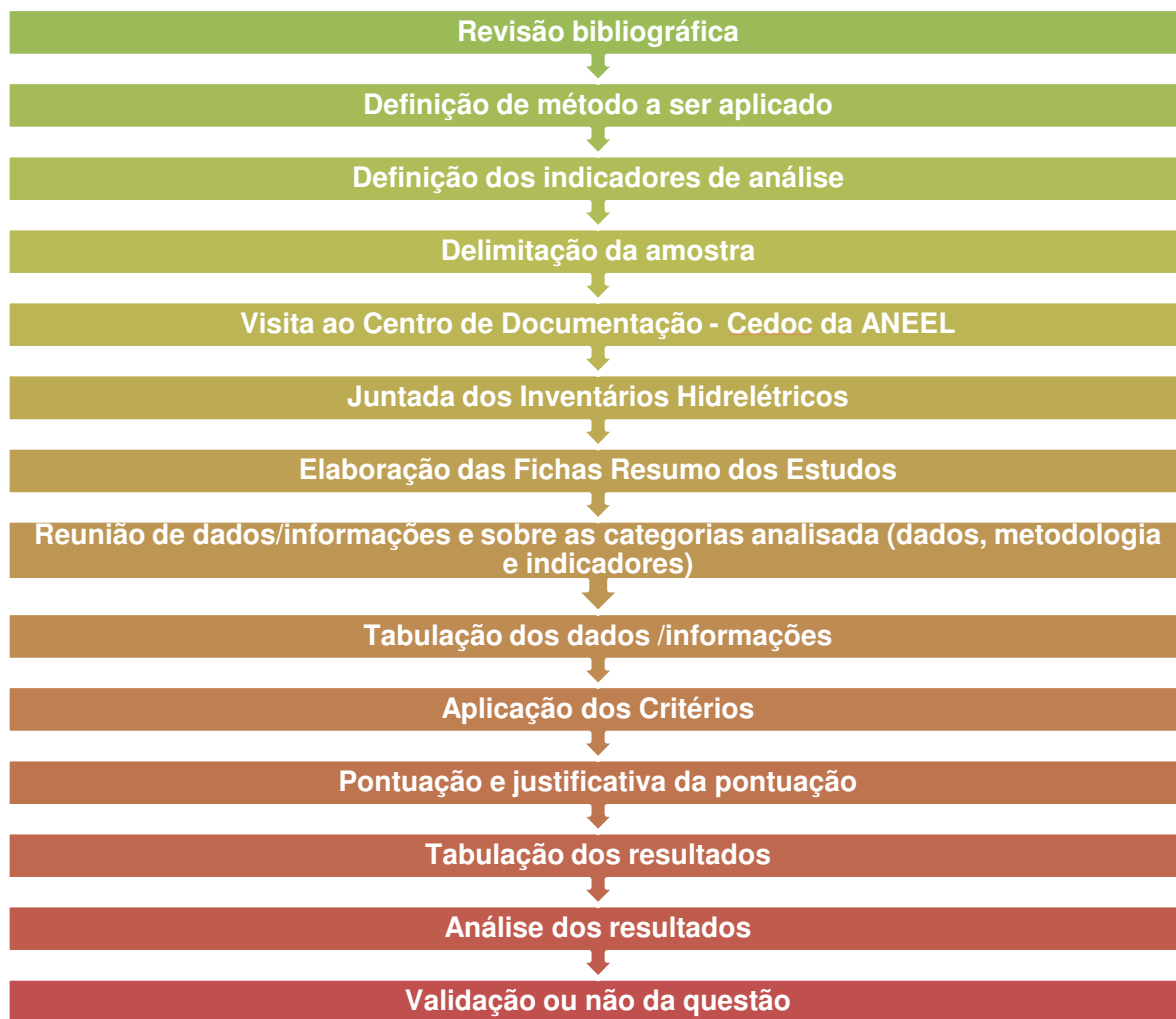 Revisão bibliográfica
Definição de método a ser aplicado
Definição dos indicadores de análise
Delimitação da amostra
Visita ao Centro de Documentação - Cedoc da ANEEL
Juntada dos Inventários Hidrelétricos
Elaboração das Fichas Resumo dos Estudos
Reunião de dados/informações e sobre as categorias analisada (dados, metodologia
e indicadores)
Tabulação dos dados /informações
Aplicação dos Critérios
Pontuação e justificativa da pontuação
Tabulação dos resultados
Análise dos resultados
Validação ou não da questão